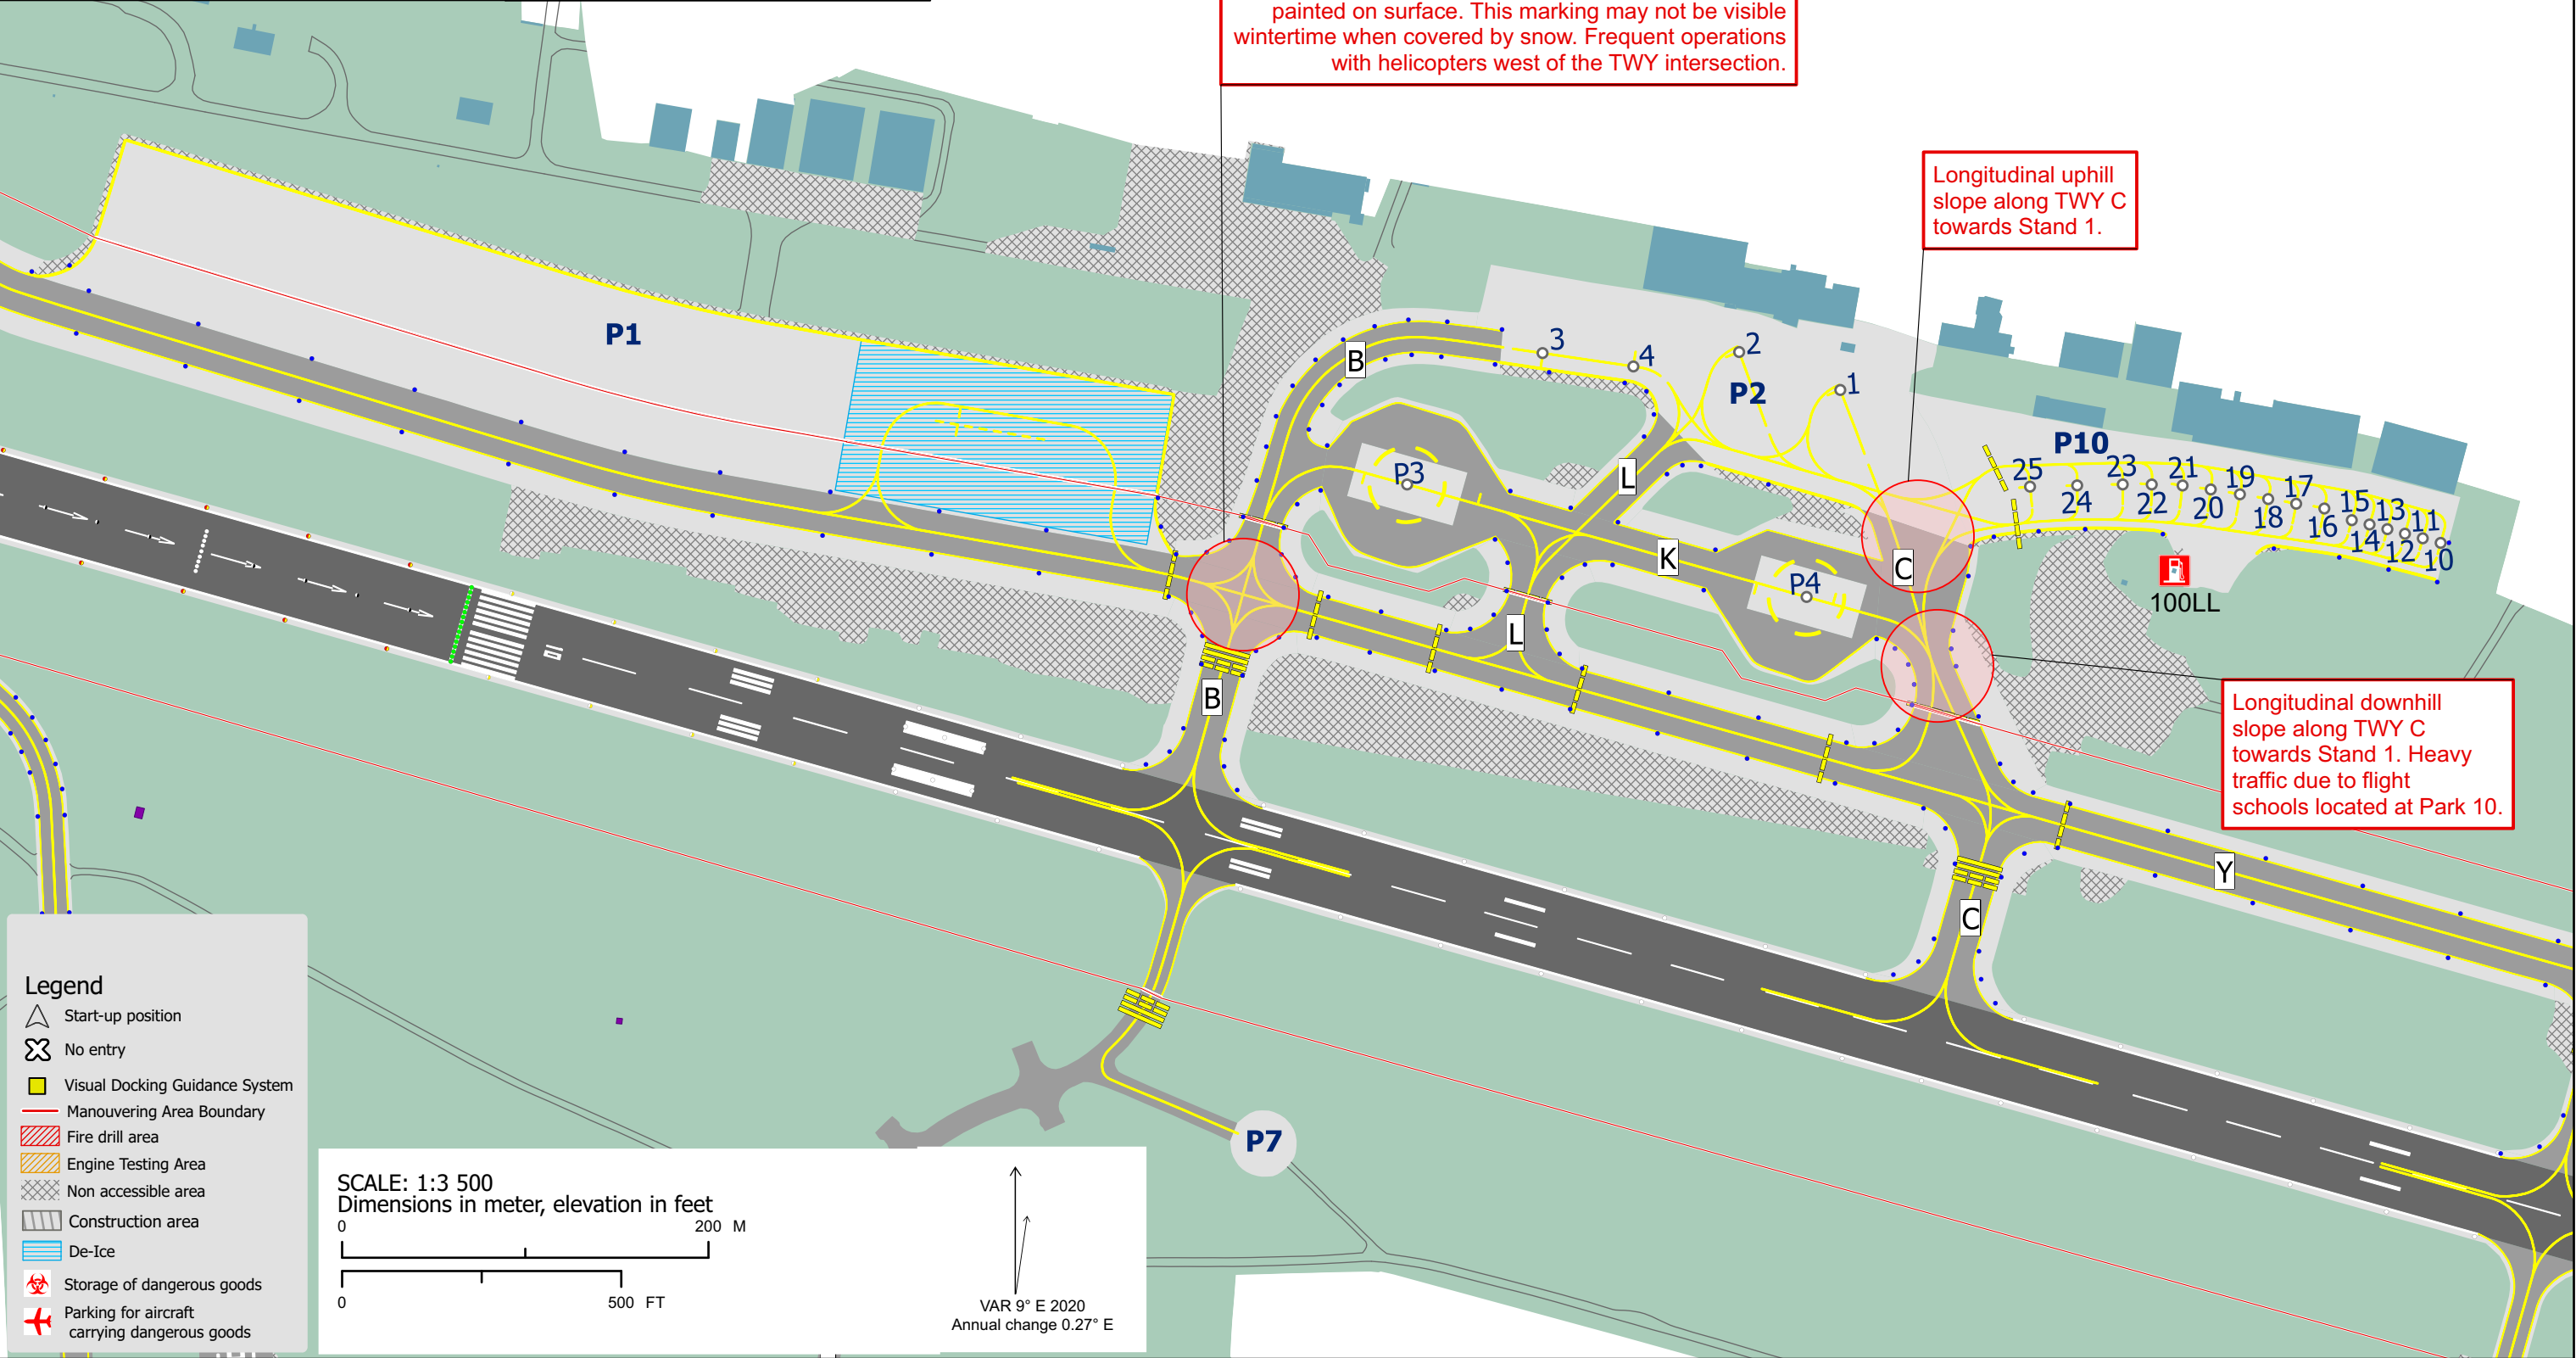 painted on surface. This marking may not be visible
wintertime when covered by snow. Frequent operations
with helicopters west of the TWY intersection.
Longitudinal uphill
slope along TWY C
towards Stand 1.
P1
B
3
4
2
P2
1
P10
25
24
23
22
21
20
19
18
17
16
15
14
13
12
11
10
P3
L
K
P4
C
100LL
L
B
Longitudinal downhill
slope along TWY C
towards Stand 1. Heavy
traffic due to flight
schools located at Park 10.
Y
C
P7
Legend
Start-up position
No entry
Visual Docking Guidance System
Manouvering Area Boundary
Fire drill area
Engine Testing Area
Non accessible area
Construction area
De-Ice
Storage of dangerous goods
Parking for aircraft
carrying dangerous goods
SCALE: 1:3 500
Dimensions in meter, elevation in feet
0 200 M
0 500 FT
VAR 9° E 2020
Annual change 0.27° E